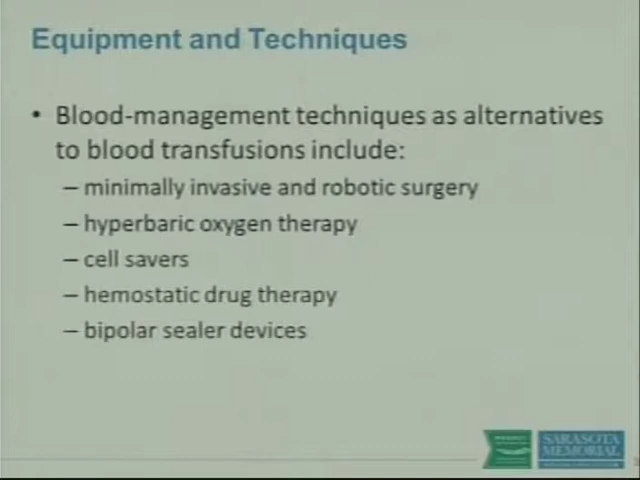 Equipment and Techniques
• Blood-management techniques as alternatives
to blood transfusions include:
– minimally invasive and robotic surgery
– hyperbaric oxygen therapy
– cell savers
– hemostatic drug therapy
– bipolar sealer devices
SARASOTA
MEMORIAL